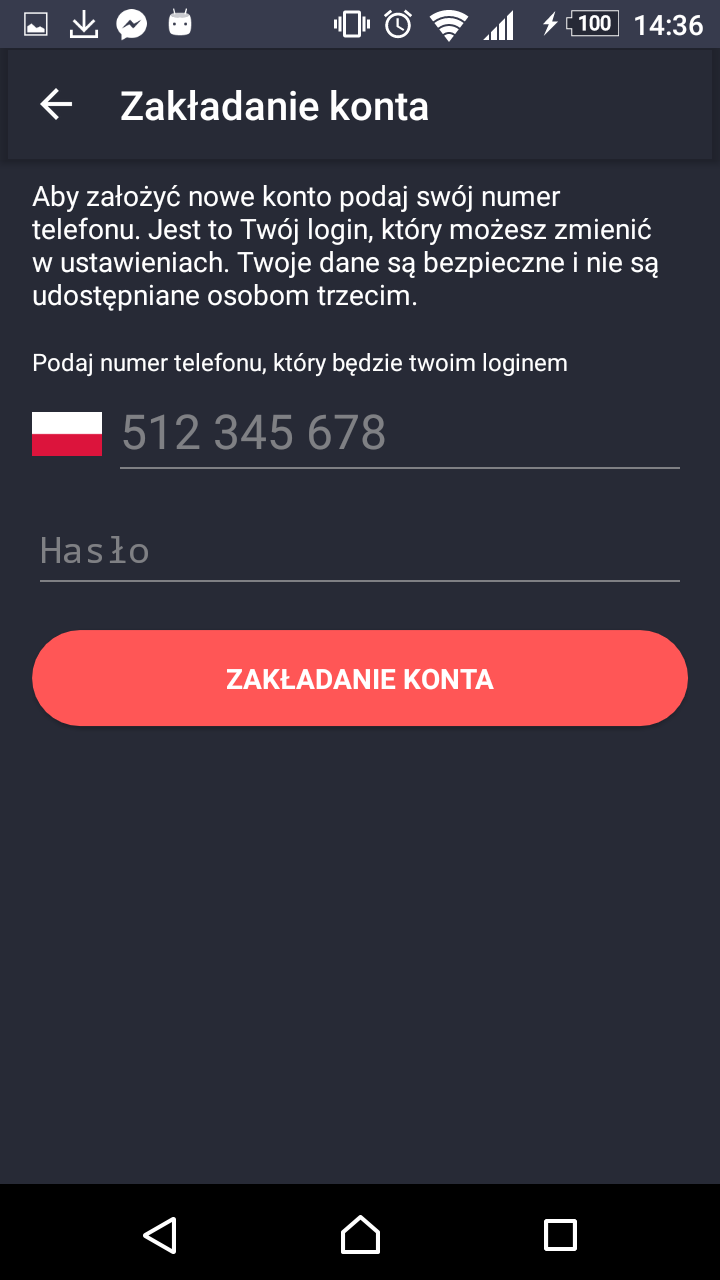 100 14:36
Zakładanie konta
Aby założyć nowe konto podaj swój numer
telefonu. Jest to Twój login, który możesz zmienić
w ustawieniach. Twoje dane są bezpieczne i nie są
udostępniane osobom trzecim.
Podaj numer telefonu, który będzie twoim loginem
512 345 678
Hasło
ZAKŁADANIE KONTA